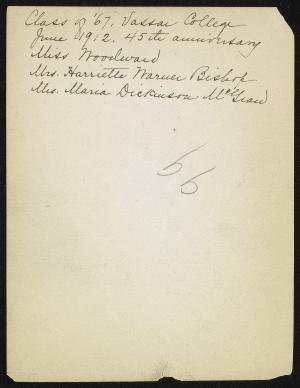 Class of '67. Vassar College
June 1912. 45th anniversary
Miss Woodward
Mrs. Harriette Warner Bishop
Mrs. Maria Dickinson McGraw